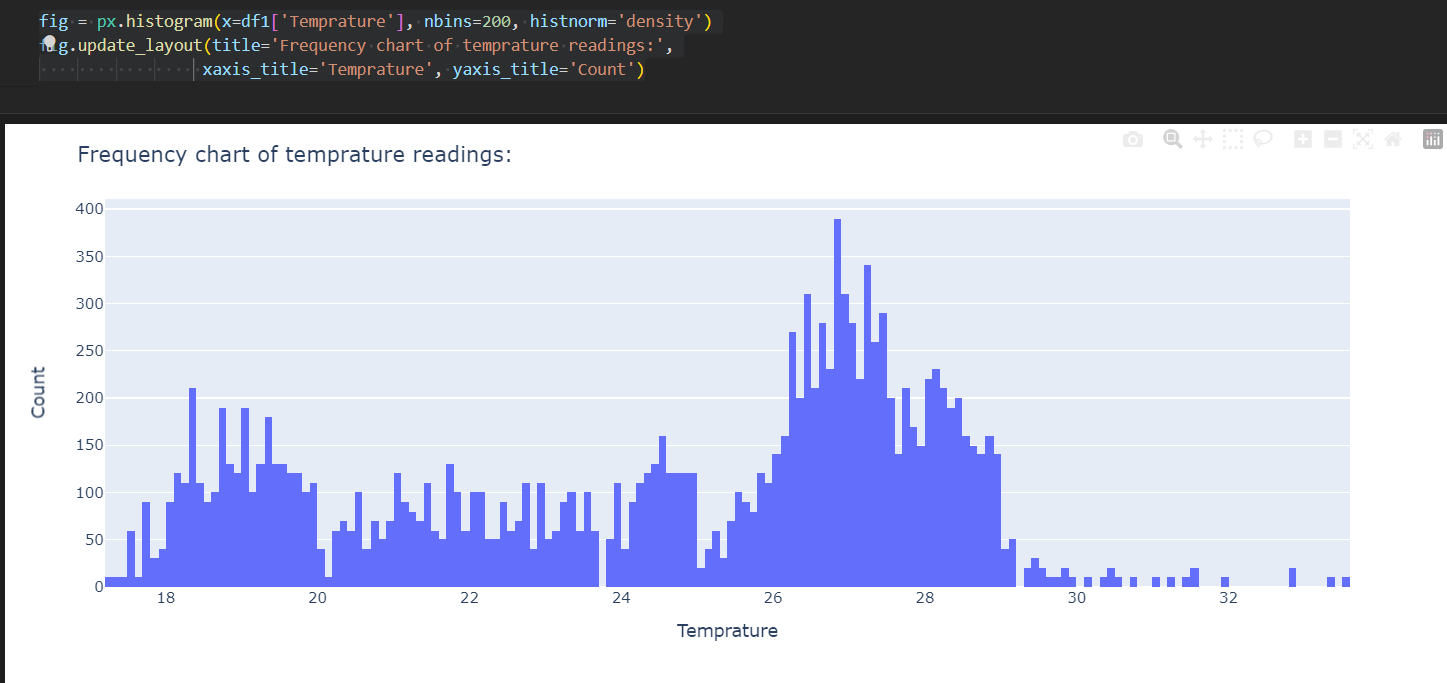 fig = px.histogram(x=df1['Temprature'], nbins=200, histnorm='density')
fig.update_layout(title='Frequency chart of temprature readings:',
xaxis_title='Temprature', yaxis_title='Count')
Frequency chart of temprature readings:
400
350
300
250
200
150
100
50
0
Count
18 20 22 24 26 28 30 32
Temprature